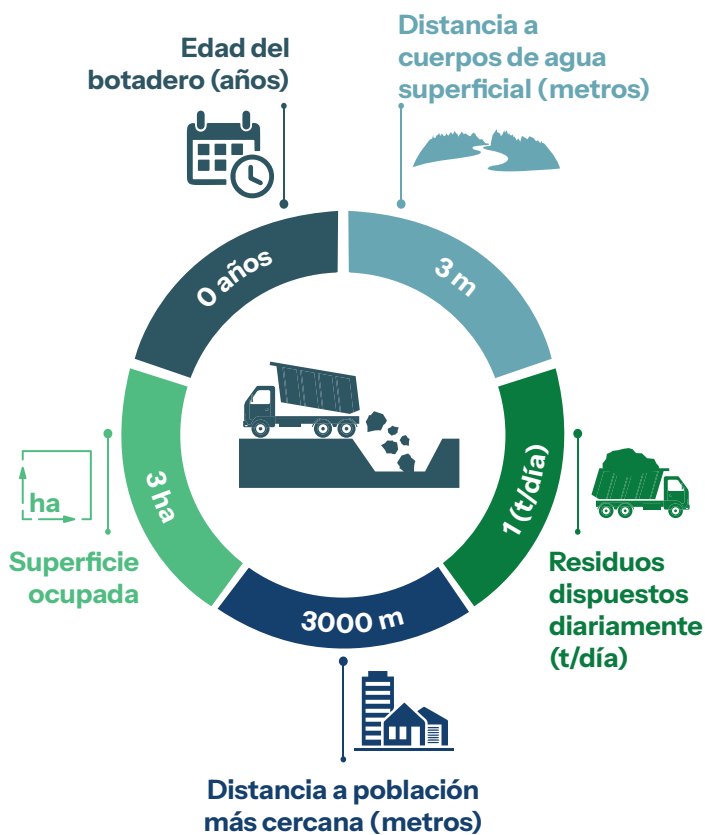 Edad del
botadero (años)
Distancia a
cuerpos de agua
superficial (metros)
0 años
3 m
3 ha
1 (t/día)
3000 m
ha
Superficie
ocupada
Residuos
dispuestos
diariamente
(t/día)
Distancia a población
más cercana (metros)